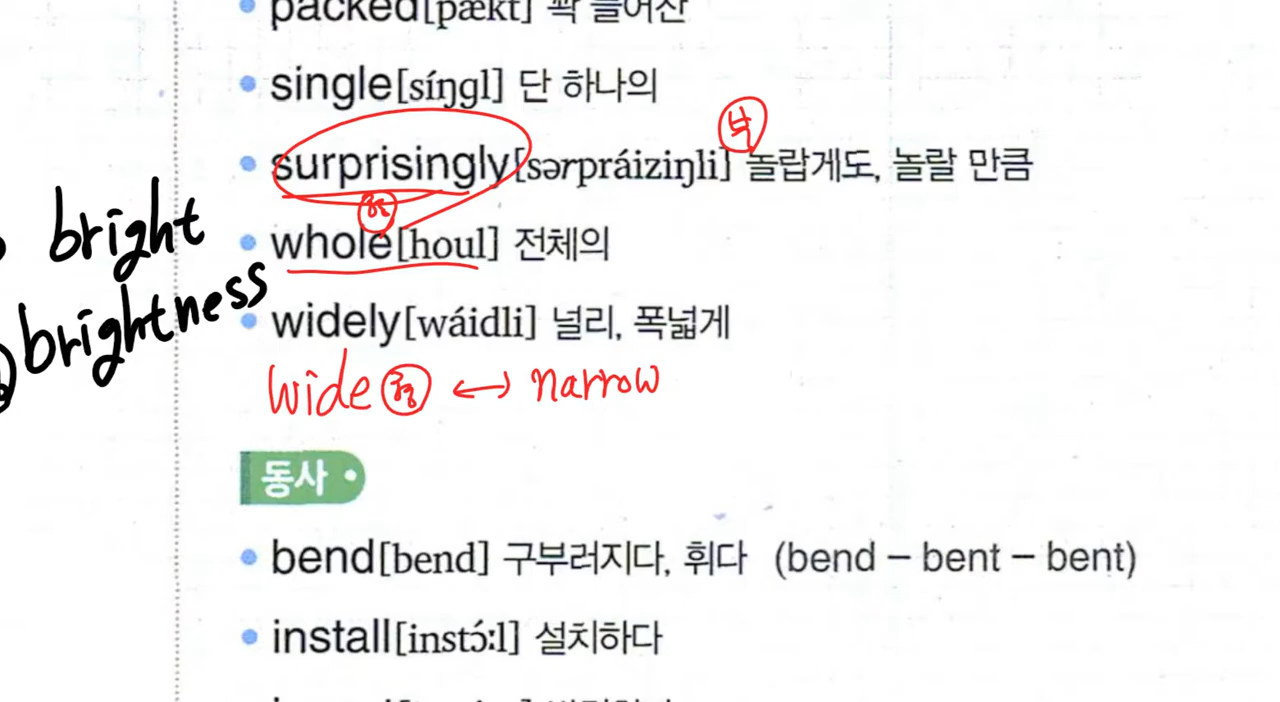 packed[pækt] 꽉 들어찬
single[síŋgl] 단 하나의
부
surprisingly[sərpráiziŋli] 놀랍게도, 놀랄 만큼
형
bright
whole[houl] 전체의
brightness
widely[wáidli] 널리, 폭넓게
wide 형 ↔ narrow
동사
bend[bend] 구부러지다, 휘다 (bend – bent – bent)
install[instɔ́ːl] 설치하다